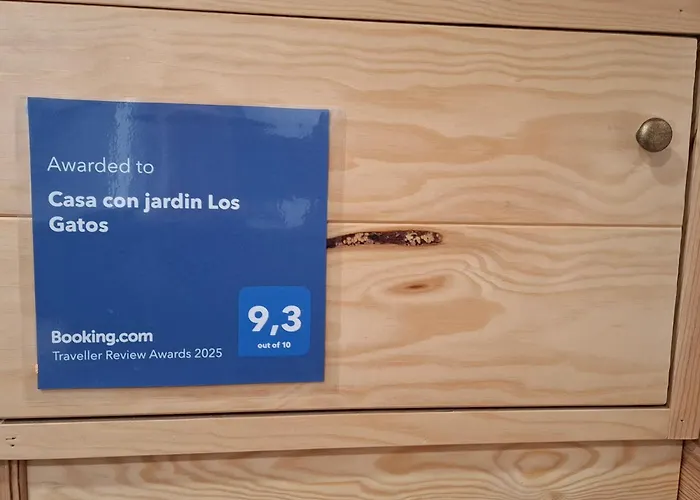 Awarded to
Casa con jardin Los
Gatos
9,3
out of 10
Booking.com
Traveller Review Awards 2025